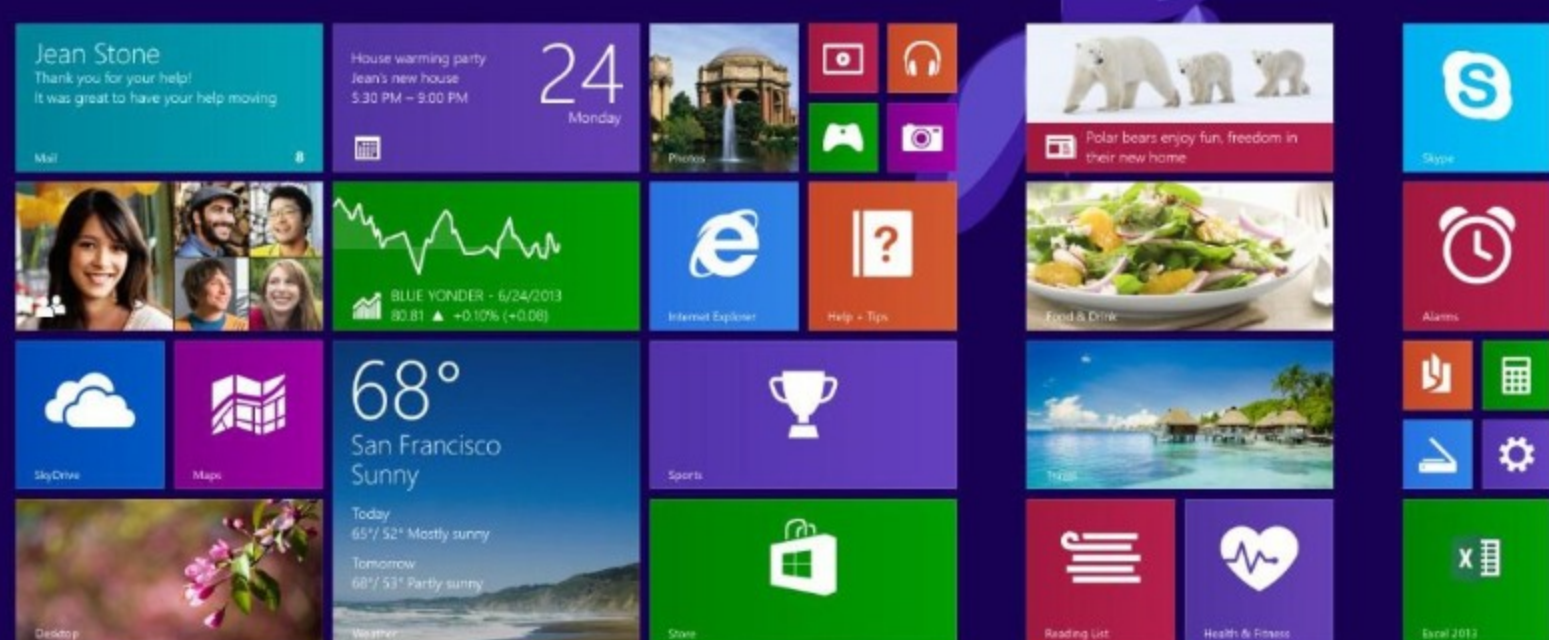 Jean Stone
Thank you for your help!
It was great to have your help moving
Mail
8
House warming party
Jean's new house
5:30 PM – 9:00 PM
24
Monday
Photos
Polar bears enjoy fun, freedom in
their new home
Skype
BLUE YONDER - 6/24/2013
80.81 ▲ +0.10% (+0.08)
Internet Explorer
Help + Tips
Food & Drink
Alarms
SkyDrive
Maps
68°
San Francisco
Sunny
Today
65°/ 52° Mostly sunny
Tomorrow
68°/ 53° Partly sunny
Weather
Sports
Travel
Desktop
Store
Reading List
Health & Fitness
Excel 2013